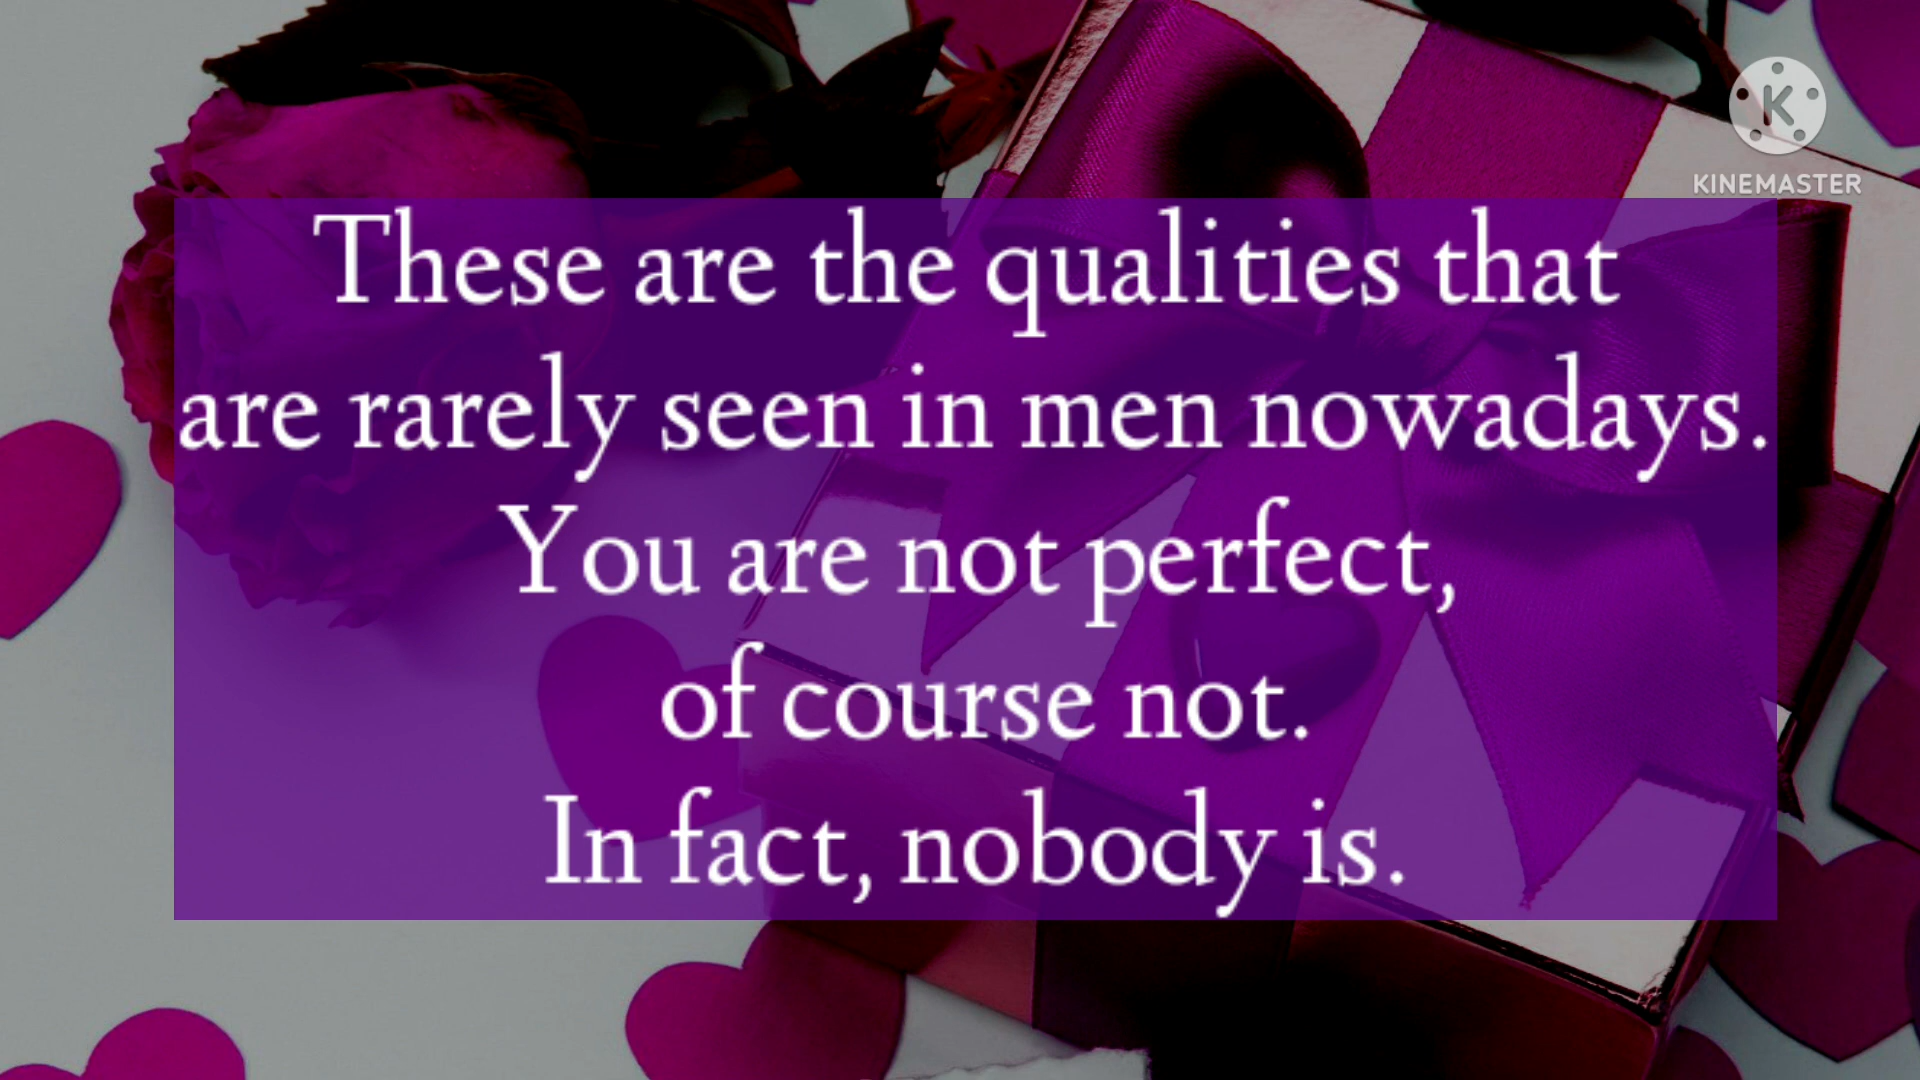 K
KINEMASTER
These are the qualities that
are rarely seen in men nowadays.
You are not perfect,
of course not.
In fact, nobody is.